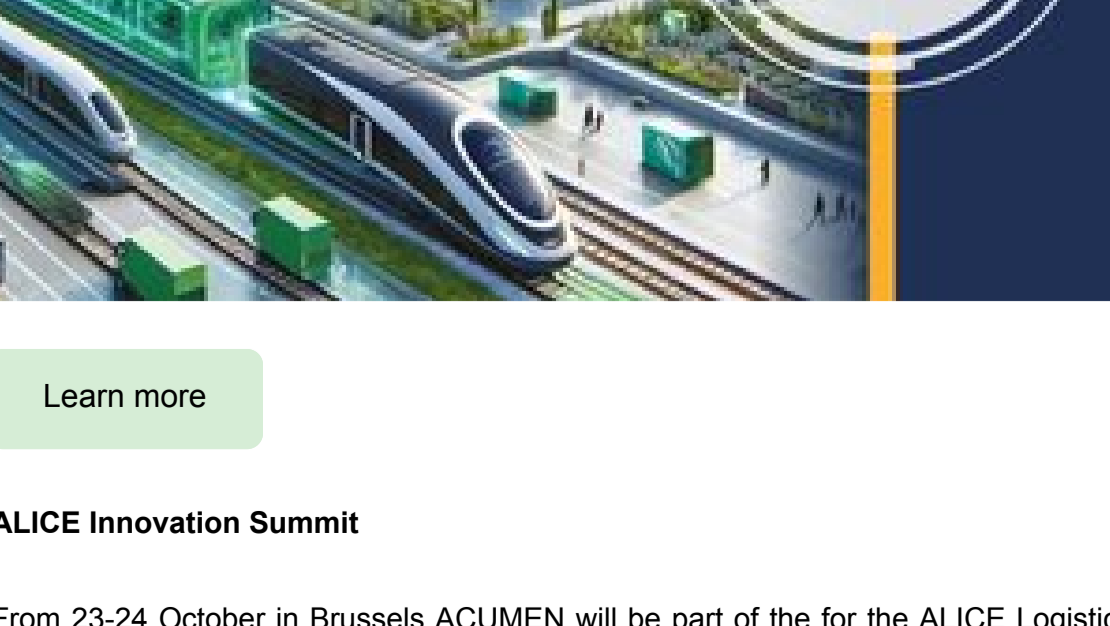 Learn more
ALICE Innovation Summit
From 23-24 October in Brussels ACUMEN will be part of the for the ALICE Logistic